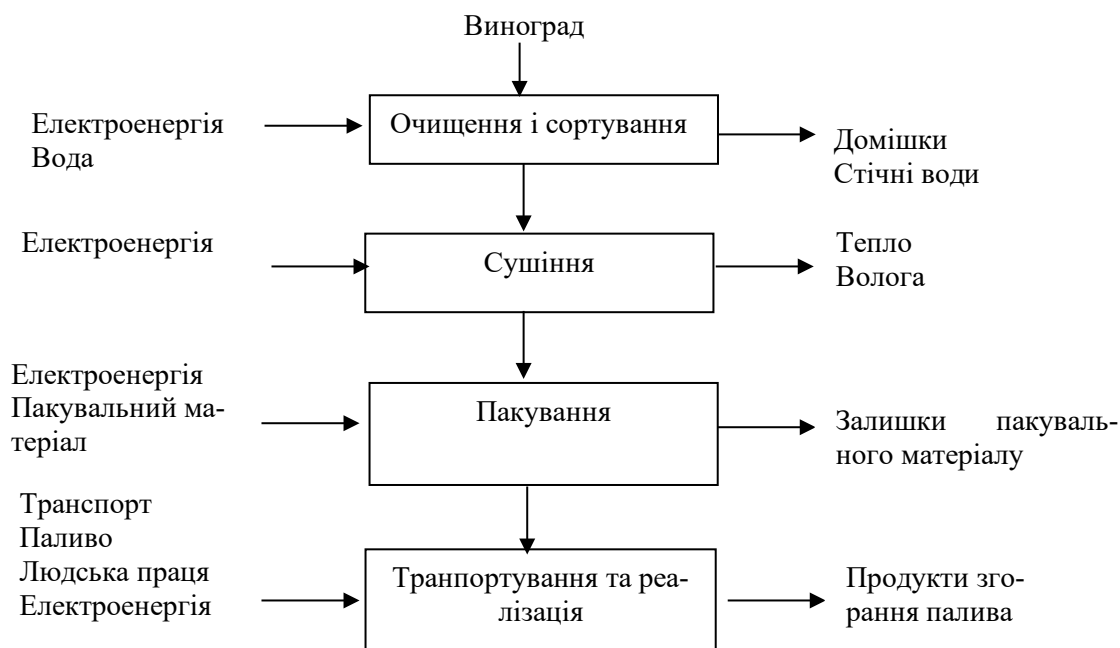 Виноград
Електроенергія
Вода
Очищення і сортування
Домішки
Стічні води
Електроенергія
Сушіння
Тепло
Волога
Електроенергія
Пакувальний ма-
теріал
Пакування
Залишки пакуваль-
ного матеріалу
Транспорт
Паливо
Людська праця
Електроенергія
Транпортування та реа-
лізація
Продукти зго-
рання палива